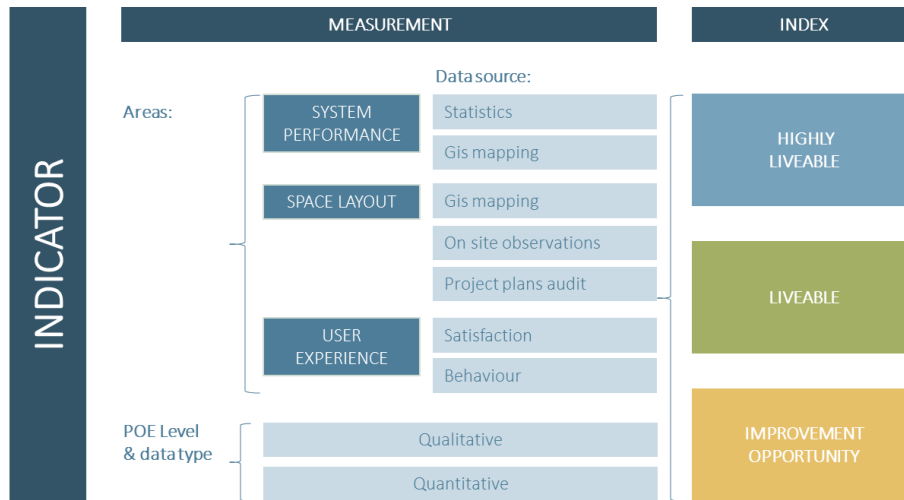 INDICATOR
MEASUREMENT
INDEX
Data source:
Areas:
SYSTEM
PERFORMANCE
Statistics
Gis mapping
SPACE LAYOUT
Gis mapping
On site observations
Project plans audit
USER
EXPERIENCE
Satisfaction
Behaviour
POE Level
& data type
Qualitative
Quantitative
HIGHLY
LIVEABLE
LIVEABLE
IMPROVEMENT
OPPORTUNITY